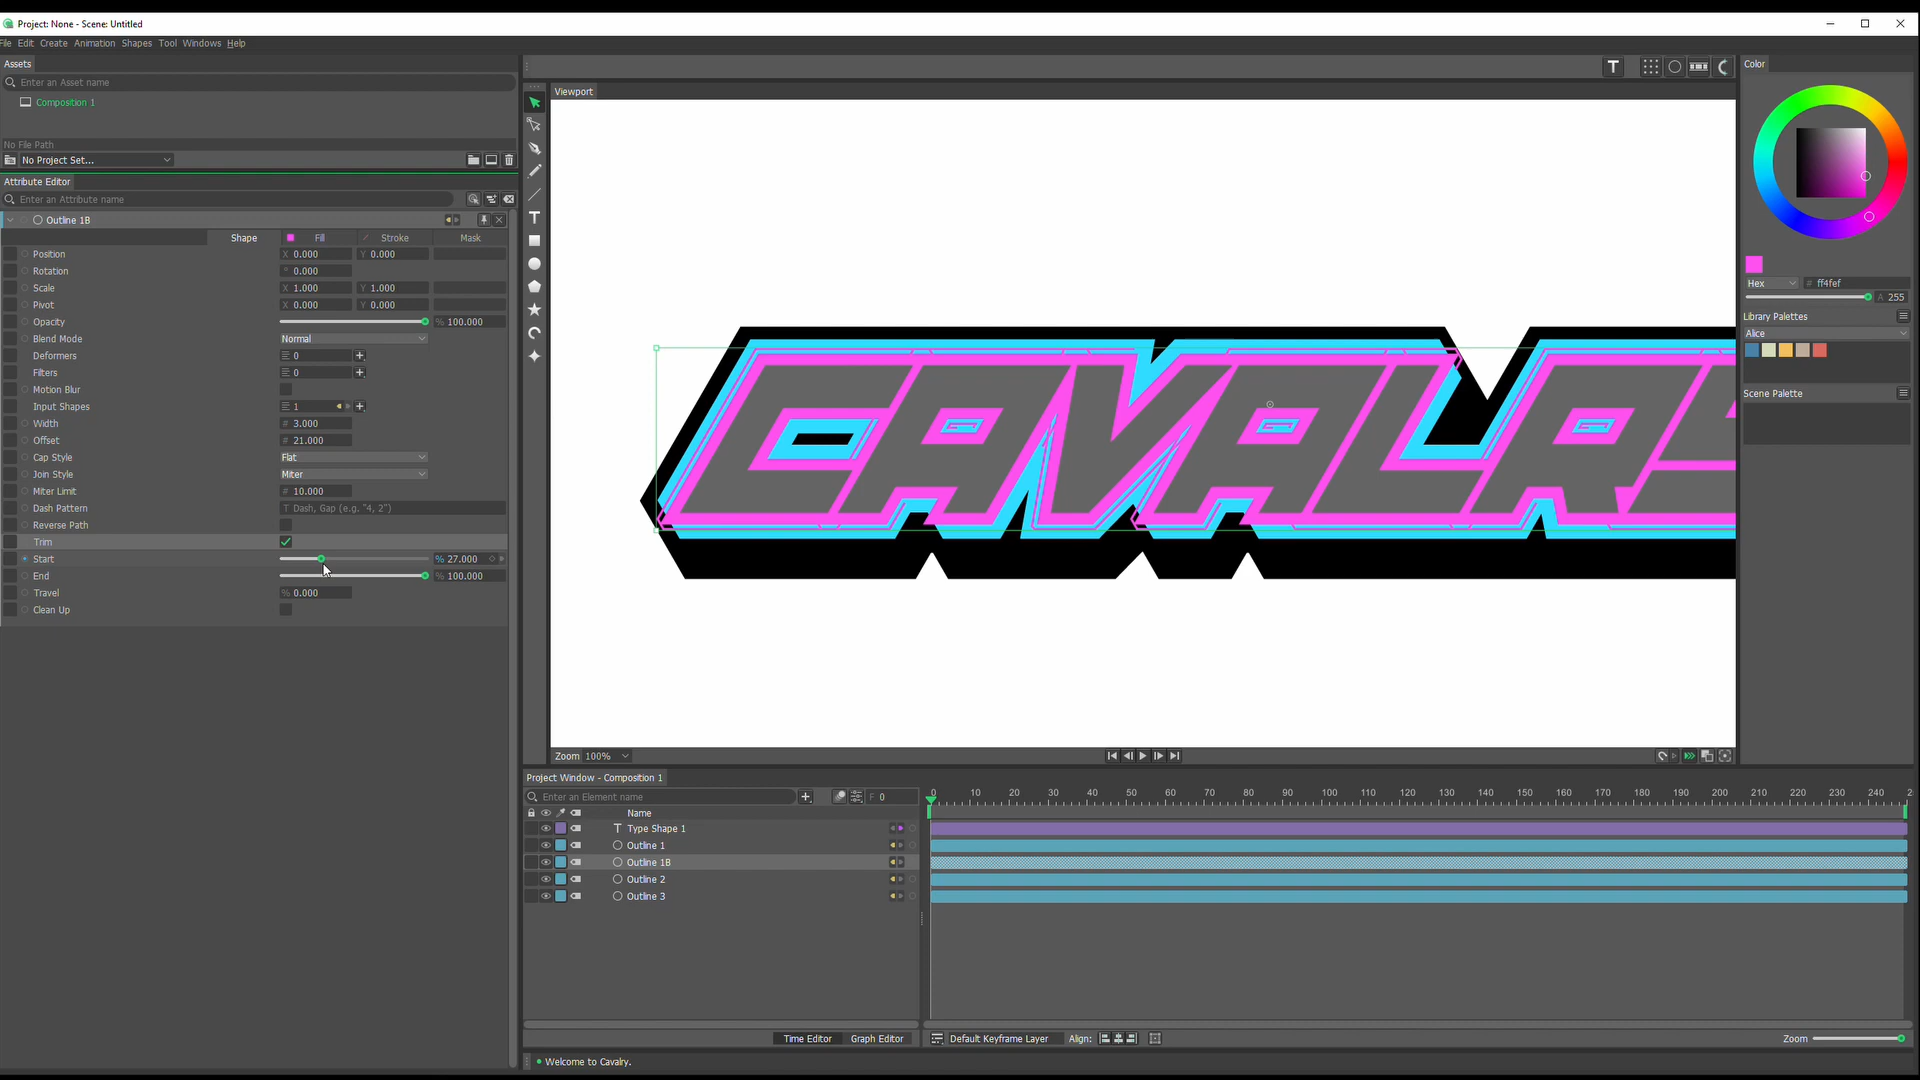 Project: None - Scene: Untitled
File Edit Create Animation Shapes Tool Windows Help
Assets
Enter an Asset name
Composition 1
No File Path
No Project Set...
Attribute Editor
Enter an Attribute name
Outline 1B
Shape Fill Stroke Mask
Position X 0.000 Y 0.000
Rotation ° 0.000
Scale X 1.000 Y 1.000
Pivot X 0.000 Y 0.000
Opacity % 100.000
Blend Mode Normal
Deformers 0
Filters 0
Motion Blur
Input Shapes 1
Width # 3.000
Offset # 21.000
Cap Style Flat
Join Style Miter
Miter Limit # 10.000
Dash Pattern T Dash, Gap (e.g. "4, 2")
Reverse Path
Trim
Start % 27.000
End % 100.000
Travel % 0.000
Clean Up
Viewport
CAVALR
Zoom 100%
Color
Hex # ff4fef
A 255
Library Palettes
Alice
Scene Palette
Project Window - Composition 1
Enter an Element name
F 0
Name
Type Shape 1
Outline 1
Outline 1B
Outline 2
Outline 3
0 10 20 30 40 50 60 70 80 90 100 110 120 130 140 150 160 170 180 190 200 210 220 230 240 2
Time Editor Graph Editor
Default Keyframe Layer Align:
Zoom
Welcome to Cavalry.